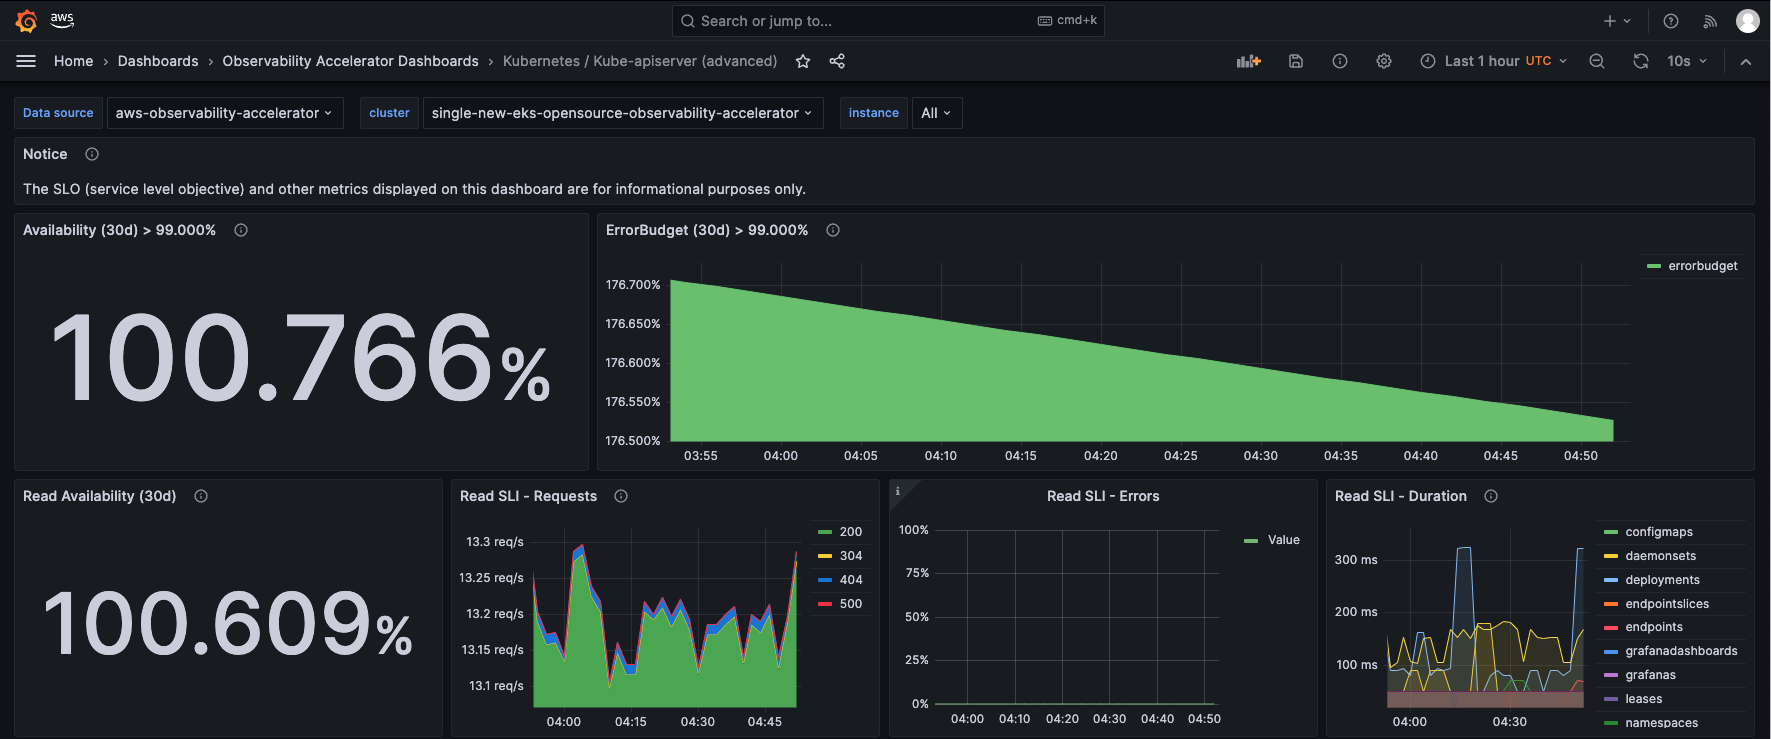 aws
Search or jump to...
cmd+k
Home › Dashboards › Observability Accelerator Dashboards › Kubernetes / Kube-apiserver (advanced)
Last 1 hour UTC
10s
Data source aws-observability-accelerator
cluster single-new-eks-opensource-observability-accelerator
instance All
Notice
The SLO (service level objective) and other metrics displayed on this dashboard are for informational purposes only.
Availability (30d) > 99.000%
100.766%
ErrorBudget (30d) > 99.000%
176.700%
176.650%
176.600%
176.550%
176.500%
03:55 04:00 04:05 04:10 04:15 04:20 04:25 04:30 04:35 04:40 04:45 04:50
errorbudget
Read Availability (30d)
100.609%
Read SLI - Requests
13.3 req/s
13.25 req/s
13.2 req/s
13.15 req/s
13.1 req/s
04:00 04:15 04:30 04:45
200
304
404
500
Read SLI - Errors
100%
75%
50%
25%
0%
04:00 04:10 04:20 04:30 04:40 04:50
Value
Read SLI - Duration
300 ms
200 ms
100 ms
04:00 04:30
configmaps
daemonsets
deployments
endpointslices
endpoints
grafanadashboards
grafanas
leases
namespaces